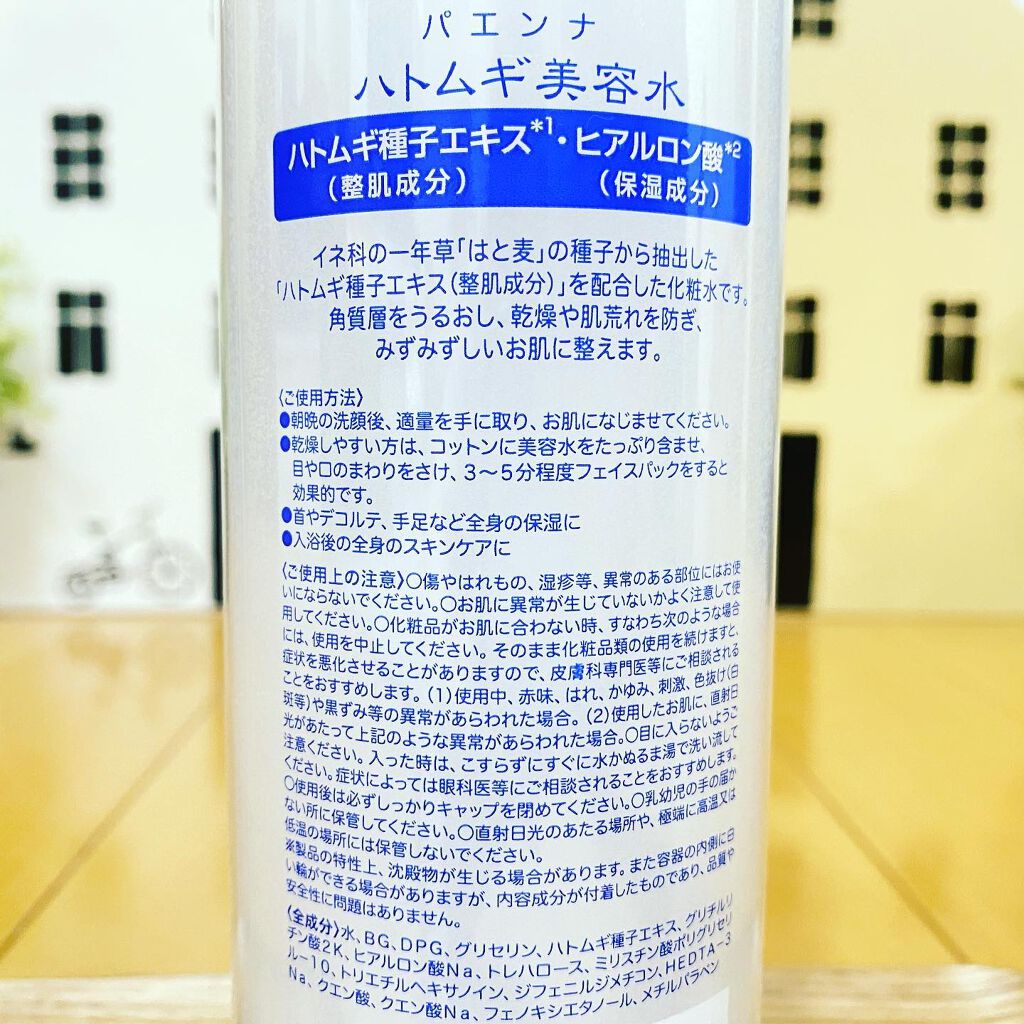 パエンナ
ハトムギ美容水
ハトムギ種子エキス*1・ヒアルロン酸*2
(整肌成分) (保湿成分)
イネ科の一年草「はと麦」の種子から抽出した
「ハトムギ種子エキス(整肌成分)」を配合した化粧水です。
角質層をうるおし、乾燥や肌荒れを防ぎ、
みずみずしいお肌に整えます。
〈ご使用方法〉
●朝晩の洗顔後、適量を手に取り、お肌になじませてください。
●乾燥しやすい方は、コットンに美容水をたっぷり含ませ、
目や口のまわりをさけ、3〜5分程度フェイスパックをすると
効果的です。
●首やデコルテ、手足など全身の保湿に
●入浴後の全身のスキンケアに
〈ご使用上の注意〉○傷やはれもの、湿疹等、異常のある部位にはお使
いにならないでください。○お肌に異常が生じていないかよく注意して使
用してください。○化粧品がお肌に合わない時、すなわち次のような場合
には、使用を中止してください。そのまま化粧品類の使用を続けますと、
症状を悪化させることがありますので、皮膚科専門医等にご相談される
ことをおすすめします。(1)使用中、赤味、はれ、かゆみ、刺激、色抜け(白
斑等)や黒ずみ等の異常があらわれた場合。(2)使用したお肌に、直射日
光があたって上記のような異常があらわれた場合。○目に入らないようご
注意ください。入った時は、こすらずにすぐに水かぬるま湯で洗い流して
ください。症状によっては眼科医等にご相談されることをおすすめします。
○使用後は必ずしっかりキャップを閉めてください。○乳幼児の手の届か
ない所に保管してください。○直射日光のあたる場所や、極端に高温又は
低温の場所には保管しないでください。
※製品の特性上、沈殿物が生じる場合があります。また容器の内側に白
い輪ができる場合がありますが、内容成分が付着したものであり、品質や
安全性に問題はありません。
〈全成分〉水、BG、DPG、グリセリン、ハトムギ種子エキス、グリチルリ
チン酸2K、ヒアルロン酸Na、トレハロース、ミリスチン酸ポリグリセリ
ル-10、トリエチルヘキサノイン、ジフェニルジメチコン、HEDTA-3
Na、クエン酸、クエン酸Na、フェノキシエタノール、メチルパラベン